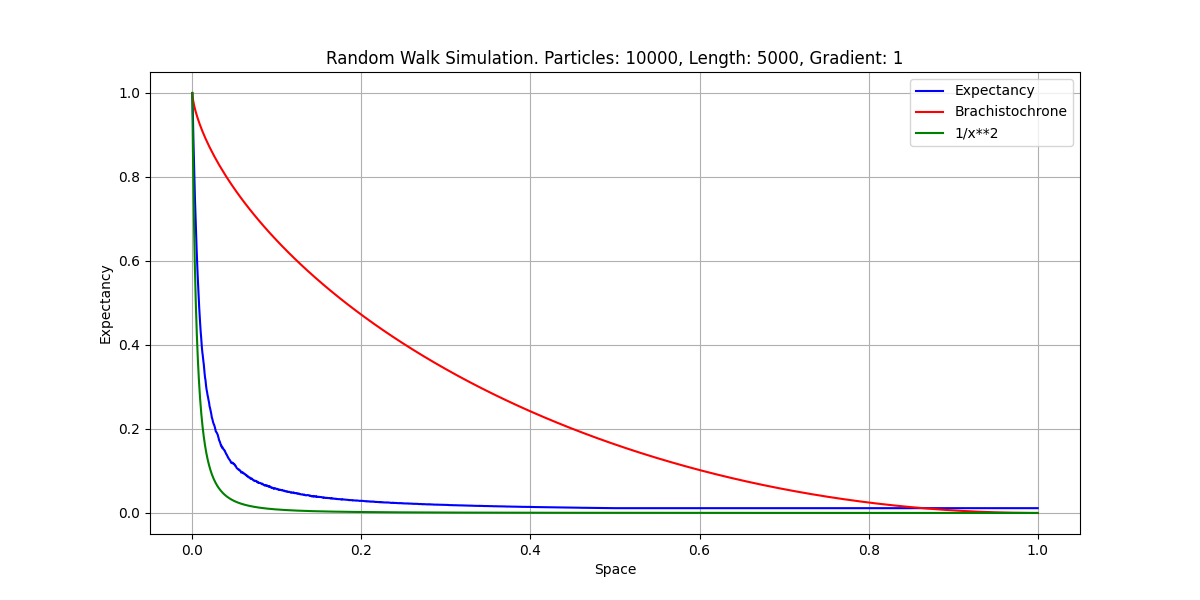 Random Walk Simulation. Particles: 10000, Length: 5000, Gradient: 1
Expectancy
Brachistochrone
1/x**2
1.0
0.8
0.6
0.4
0.2
0.0
Expectancy
0.0 0.2 0.4 0.6 0.8 1.0
Space